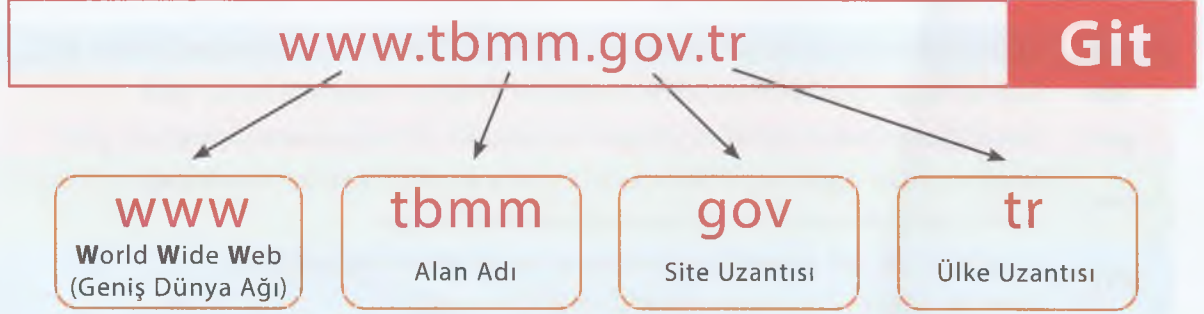 www.tbmm.gov.tr Git
www tbmm gov tr
World Wide Web
(Geniş Dünya Ağı)
Alan Adı
Site Uzantısı
Ülke Uzantısı